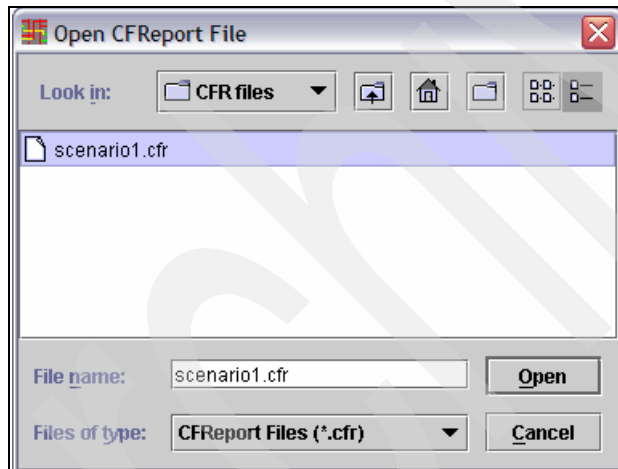 Open CFReport File
Look in: CFR files
scenario1.cfr
File name: scenario1.cfr Open
Files of type: CFReport Files (*.cfr) Cancel